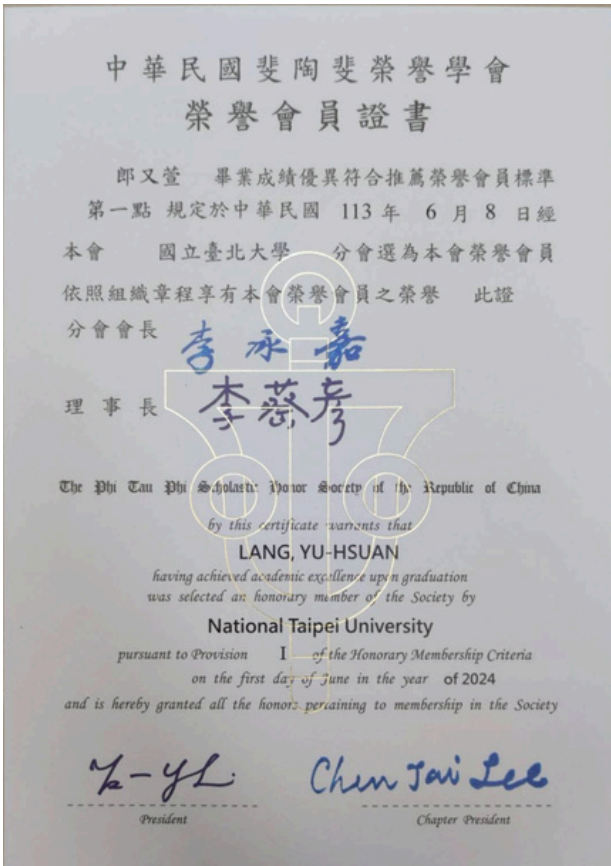 中華民國斐陶斐榮譽學會
榮譽會員證書
郎又萱 畢業成績優異符合推薦榮譽會員標準
第一點 規定於中華民國 113 年 6 月 8 日經
本會 國立臺北大學 分會選為本會榮譽會員
依照組織章程享有本會榮譽會員之榮譽 此證
分會會長 李承嘉
理事長 李蔡彥
The Phi Tau Phi Scholastic Honor Society of the Republic of China
by this certificate warrants that
LANG, YU-HSUAN
having achieved academic excellence upon graduation
was selected an honorary member of the Society by
National Taipei University
pursuant to Provision I of the Honorary Membership Criteria
on the first day of June in the year of 2024
and is hereby granted all the honors pertaining to membership in the Society
Chen Jai Lee
President Chapter President